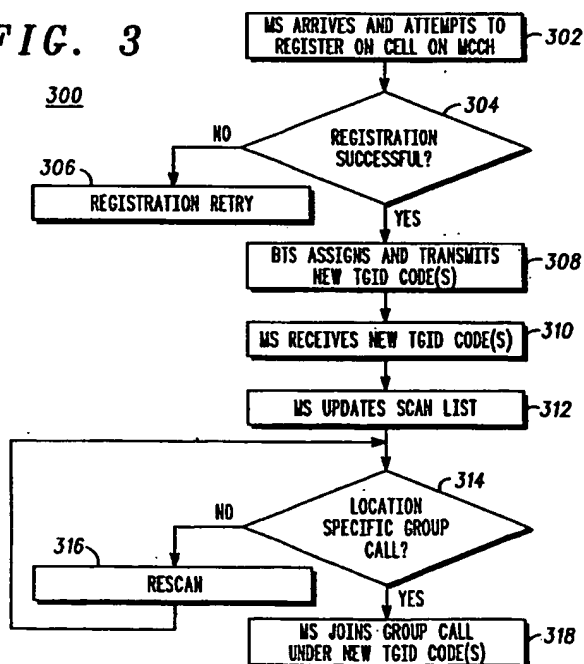 FIG. 3
300
MS ARRIVES AND ATTEMPTS TO
REGISTER ON CELL ON MCCH
302
304
NO
REGISTRATION
SUCCESSFUL?
306
REGISTRATION RETRY
YES
BTS ASSIGNS AND TRANSMITS
NEW TGID CODE(S)
308
MS RECEIVES NEW TGID CODE(S)
310
MS UPDATES SCAN LIST
312
314
NO
LOCATION
SPECIFIC GROUP
CALL?
316
RESCAN
YES
MS JOINS GROUP CALL
UNDER NEW TGID CODE(S)
318